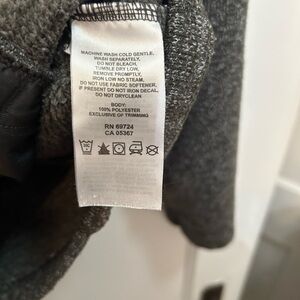 MACHINE WASH COLD GENTLE,
WASH SEPARATELY,
DO NOT BLEACH,
TUMBLE DRY LOW,
REMOVE PROMPTLY,
IRON LOW NO STEAM,
DO NOT USE FABRIC SOFTENER,
IF PRESENT DO NOT IRON DECAL,
DO NOT DRYCLEAN
BODY:
100% POLYESTER
EXCLUSIVE OF TRIMMING
RN 69724
CA 05367